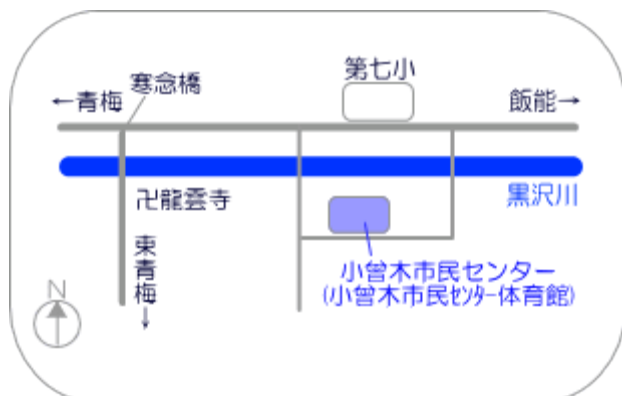 第七小
寒念橋
←青梅
飯能→
卍龍雲寺
黒沢川
東青梅→
小曾木市民センター
(小曾木市民ｾﾝﾀｰ体育館)
N